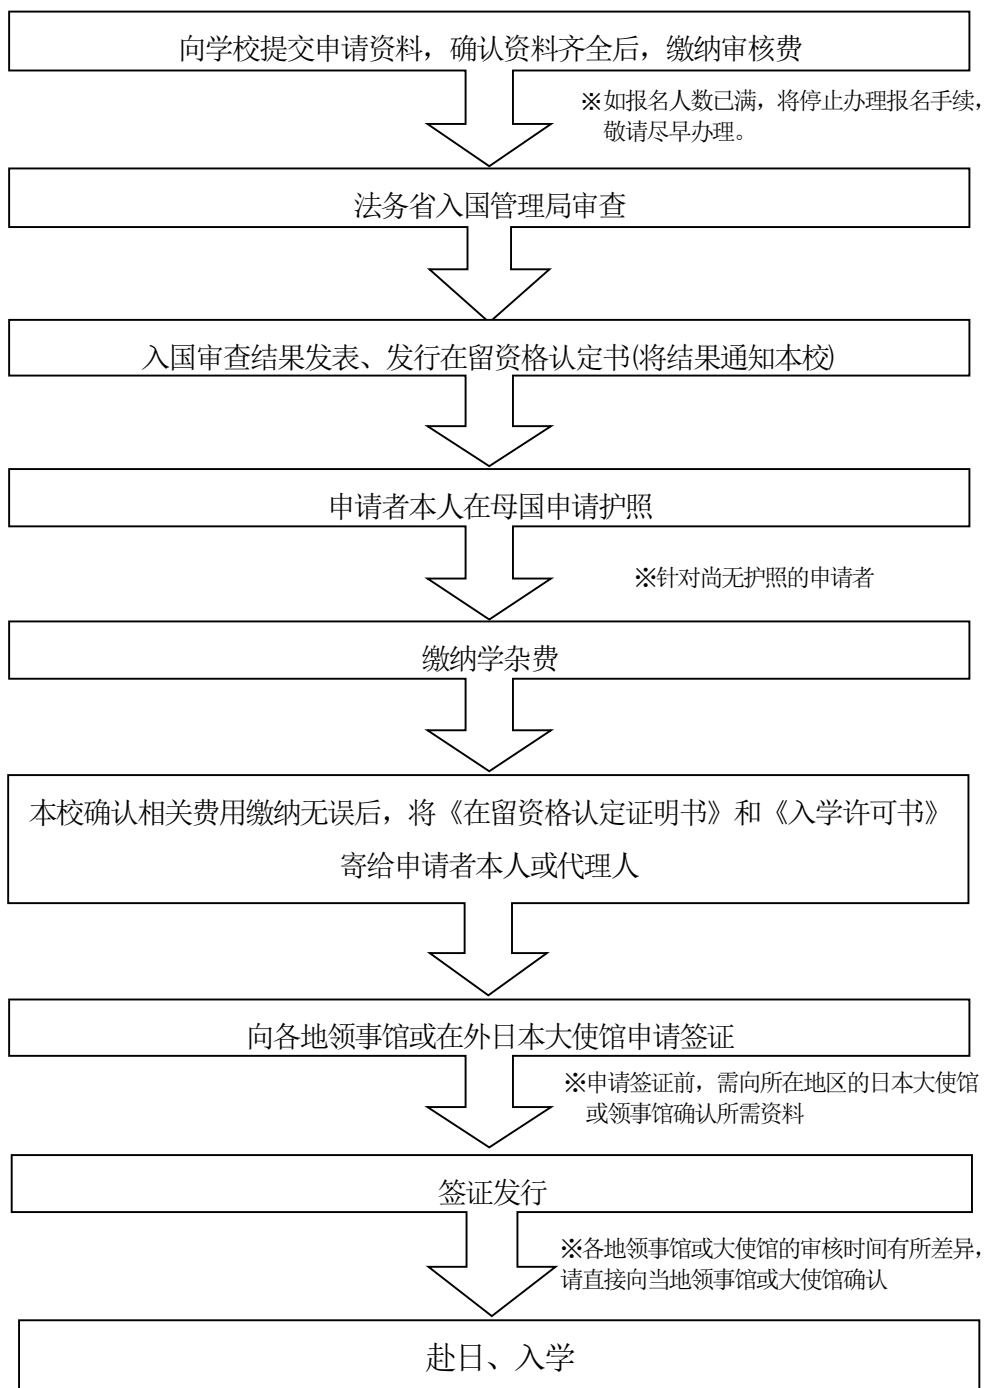 向学校提交申请资料，确认资料齐全后，缴纳审核费
※如报名人数已满，将停止办理报名手续，
敬请尽早办理。
法务省入国管理局审查
入国审查结果发表、发行在留资格认定书(将结果通知本校)
申请者本人在母国申请护照
※针对尚无护照的申请者
缴纳学杂费
本校确认相关费用缴纳无误后，将《在留资格认定证明书》和《入学许可书》
寄给申请者本人或代理人
向各地领事馆或在外日本大使馆申请签证
※申请签证前，需向所在地区的日本大使馆
或领事馆确认所需资料
签证发行
※各地领事馆或大使馆的审核时间有所差异，
请直接向当地领事馆或大使馆确认
赴日、入学